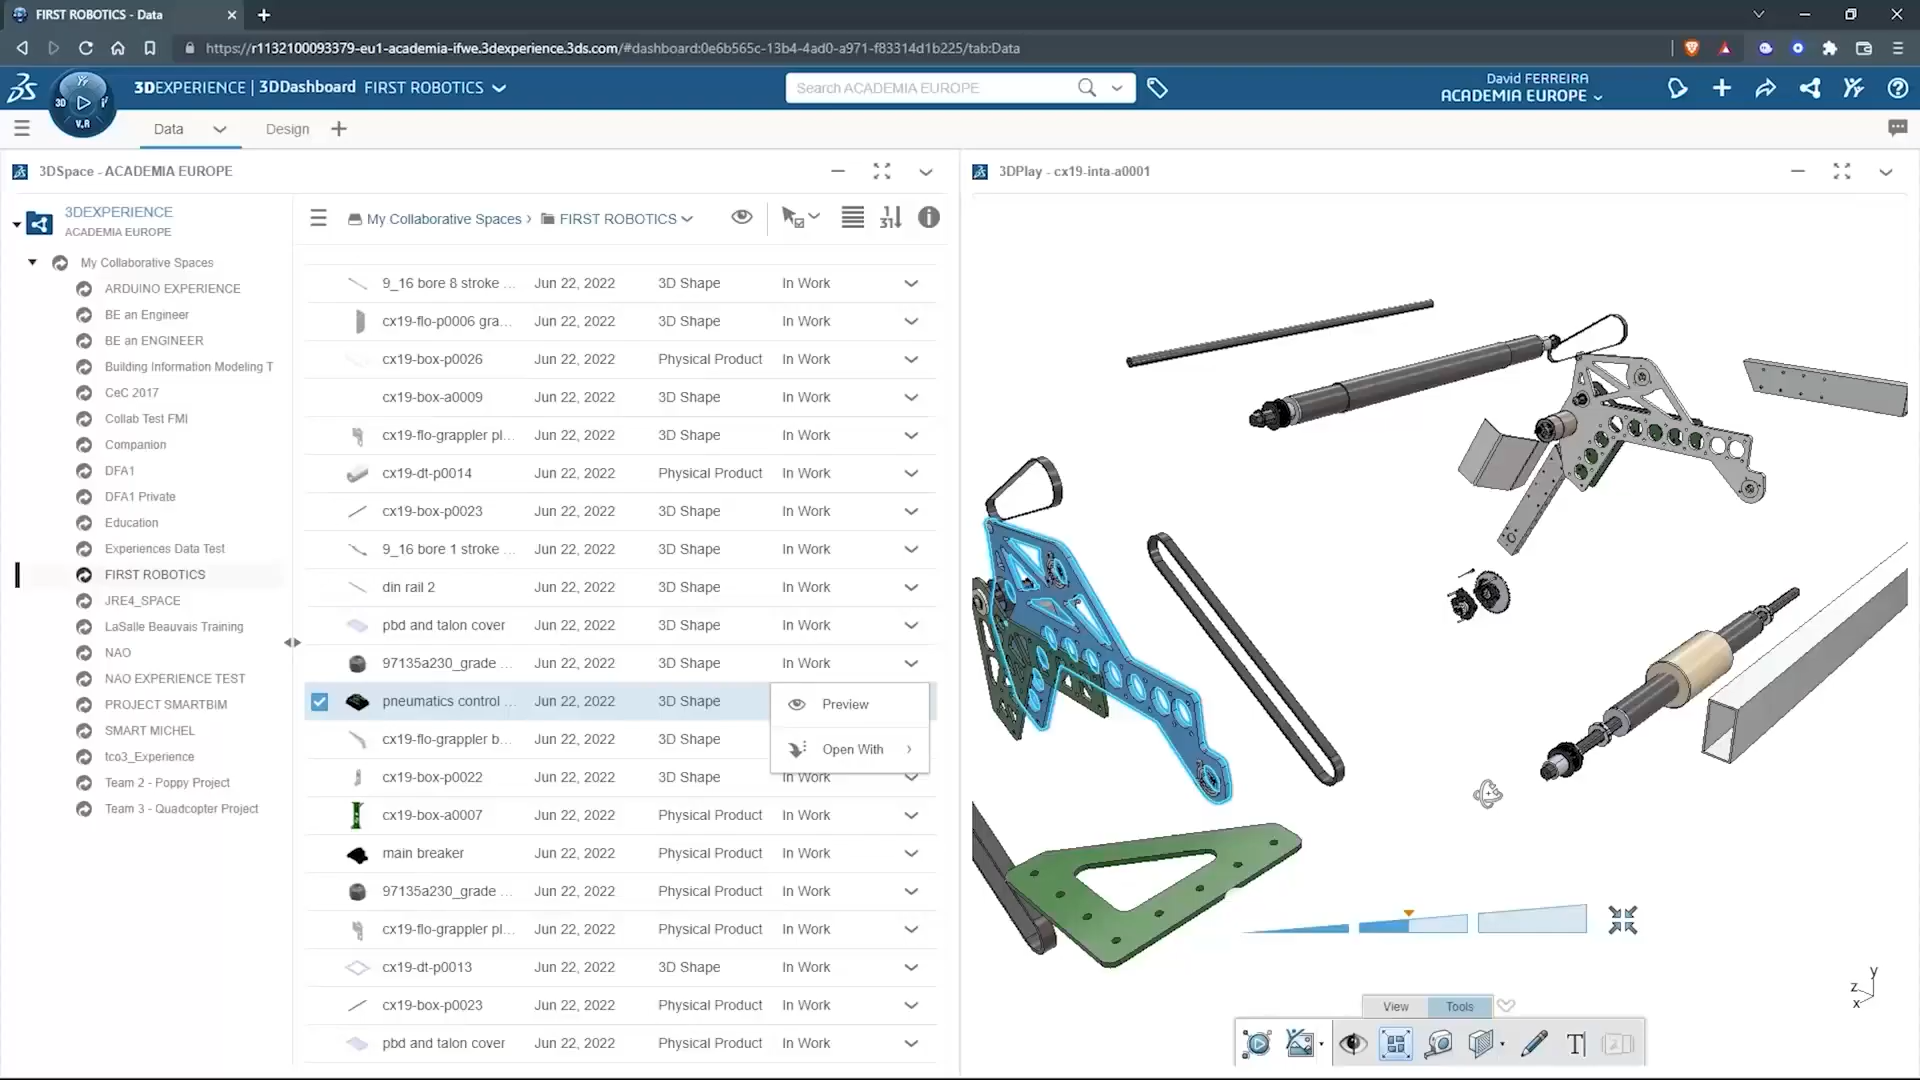 FIRST ROBOTICS - Data
https://r1132100093379-eu1-academia-ifwe.3dexperience.3ds.com/#dashboard:0e6b565c-13b4-4ad0-a971-f83314d1b225/tab:Data
3D
V.R
3DEXPERIENCE | 3DDashboard FIRST ROBOTICS
Search ACADEMIA EUROPE
David FERREIRA
ACADEMIA EUROPE
Data
Design
3DSpace - ACADEMIA EUROPE
3DPlay - cx19-inta-a0001
3DEXPERIENCE
ACADEMIA EUROPE
My Collaborative Spaces
ARDUINO EXPERIENCE
BE an Engineer
BE an ENGINEER
Building Information Modeling T
CeC 2017
Collab Test FMI
Companion
DFA1
DFA1 Private
Education
Experiences Data Test
FIRST ROBOTICS
JRE4_SPACE
LaSalle Beauvais Training
NAO
NAO EXPERIENCE TEST
PROJECT SMARTBIM
SMART MICHEL
tco3_Experience
Team 2 - Poppy Project
Team 3 - Quadcopter Project
My Collaborative Spaces › FIRST ROBOTICS
9_16 bore 8 stroke ... Jun 22, 2022 3D Shape In Work
cx19-flo-p0006 gra... Jun 22, 2022 3D Shape In Work
cx19-box-p0026 Jun 22, 2022 Physical Product In Work
cx19-box-a0009 Jun 22, 2022 3D Shape In Work
cx19-flo-grappler pl... Jun 22, 2022 3D Shape In Work
cx19-dt-p0014 Jun 22, 2022 Physical Product In Work
cx19-box-p0023 Jun 22, 2022 3D Shape In Work
9_16 bore 1 stroke ... Jun 22, 2022 3D Shape In Work
din rail 2 Jun 22, 2022 3D Shape In Work
pbd and talon cover Jun 22, 2022 3D Shape In Work
97135a230_grade ... Jun 22, 2022 3D Shape In Work
pneumatics control ... Jun 22, 2022 3D Shape
Preview
cx19-flo-grappler b... Jun 22, 2022 3D Shape
Open With
cx19-box-p0022 Jun 22, 2022 3D Shape In Work
cx19-box-a0007 Jun 22, 2022 Physical Product In Work
main breaker Jun 22, 2022 Physical Product In Work
97135a230_grade ... Jun 22, 2022 Physical Product In Work
cx19-flo-grappler pl... Jun 22, 2022 Physical Product In Work
cx19-dt-p0013 Jun 22, 2022 3D Shape In Work
cx19-box-p0023 Jun 22, 2022 Physical Product In Work
pbd and talon cover Jun 22, 2022 Physical Product In Work
y
z
x
View
Tools